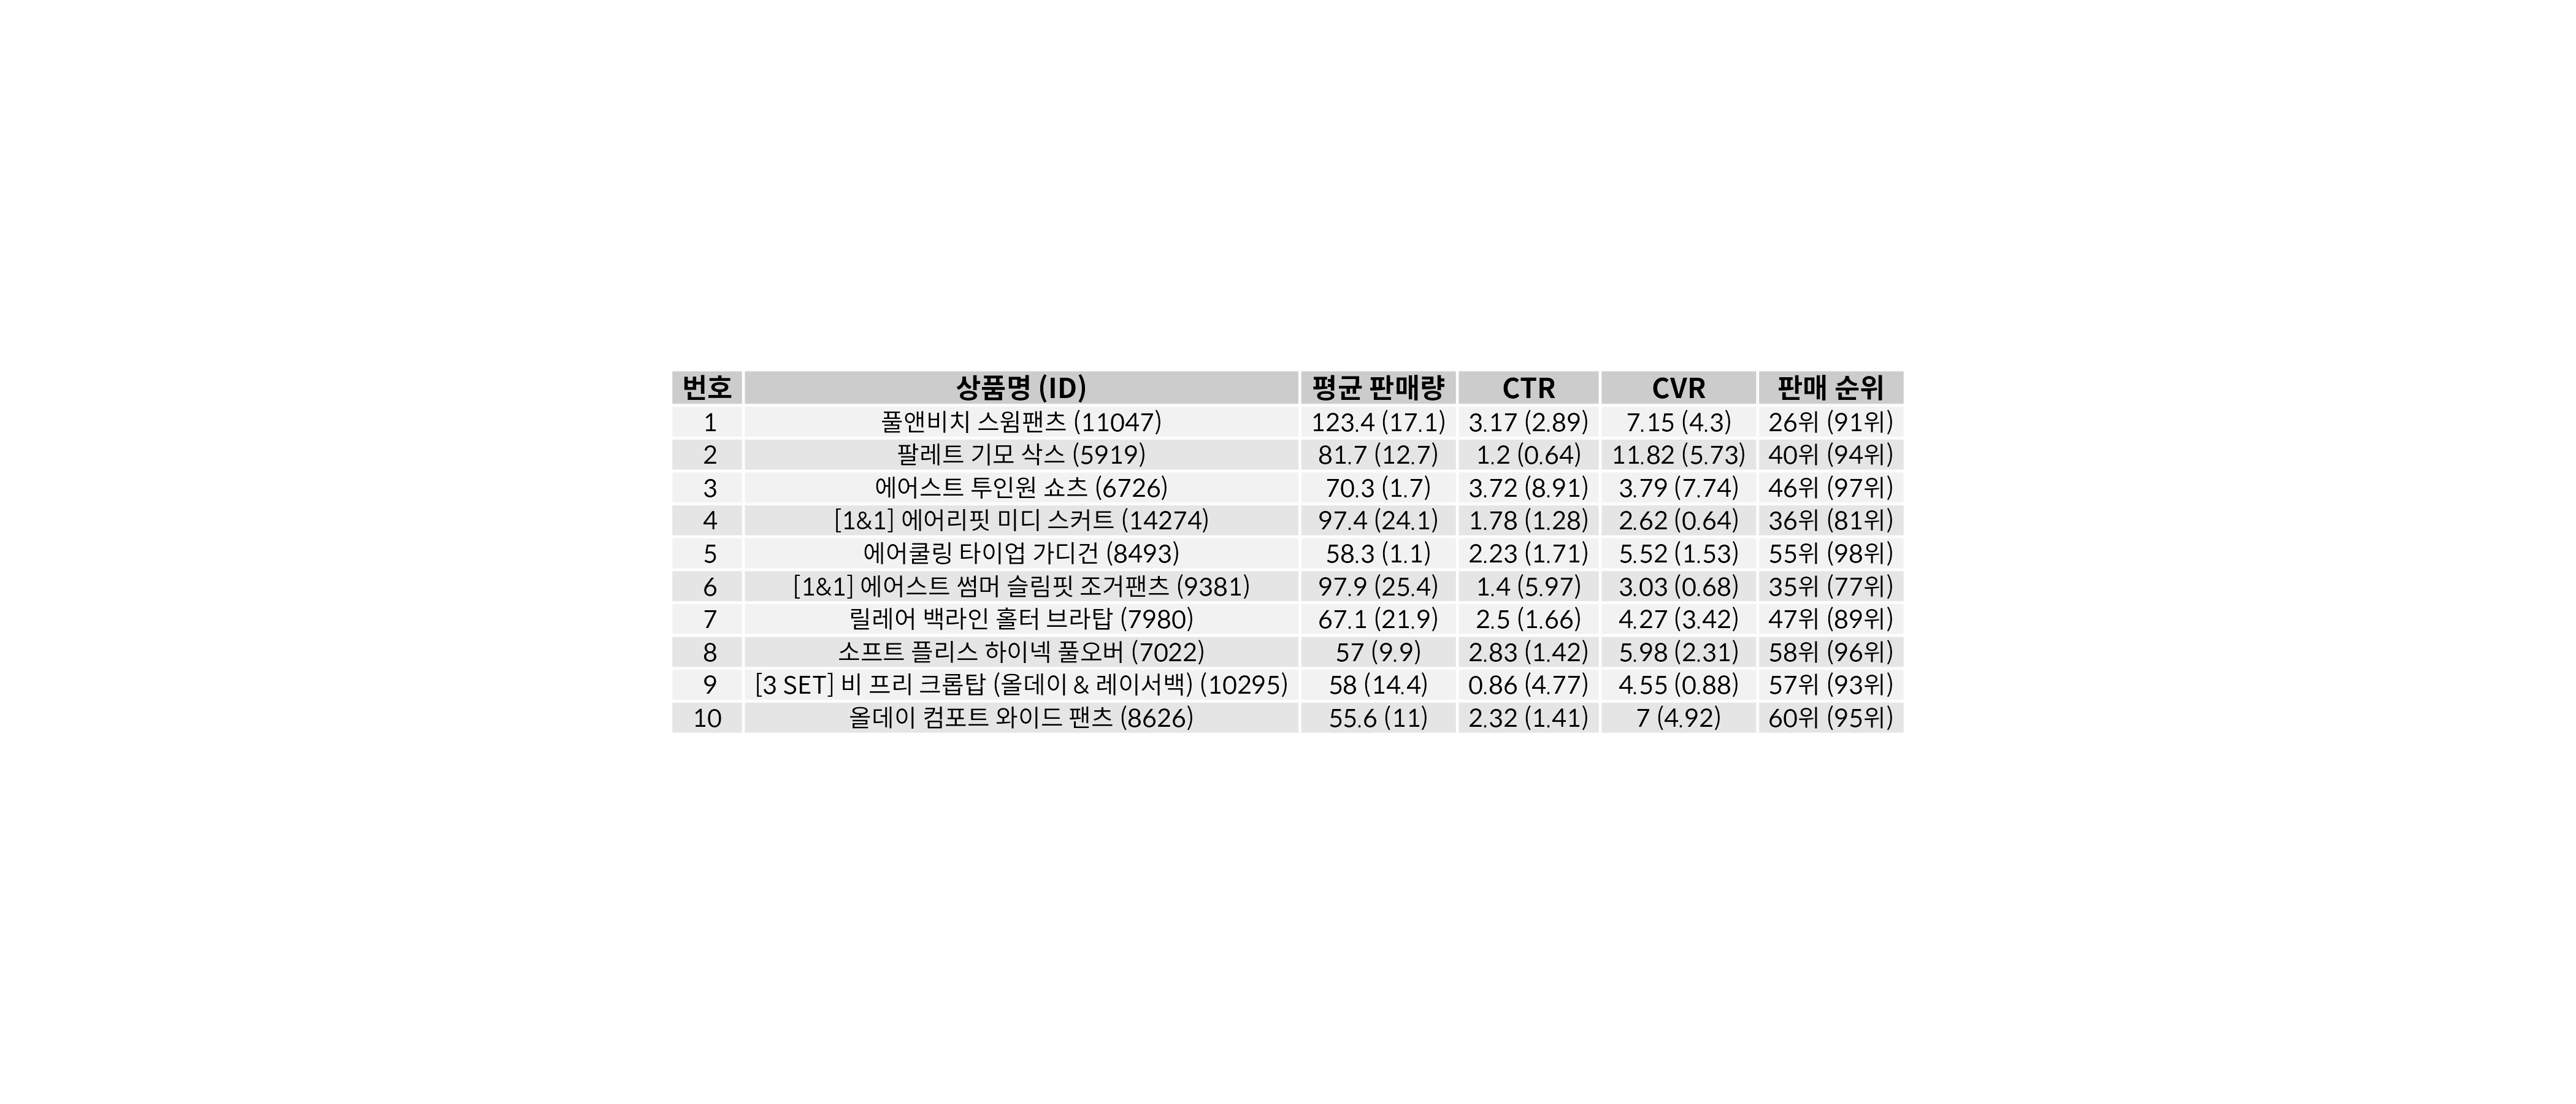 번호 상품명 (ID) 평균 판매량 CTR CVR 판매 순위
1 풀앤비치 스윔팬츠 (11047) 123.4 (17.1) 3.17 (2.89) 7.15 (4.3) 26위 (91위)
2 팔레트 기모 삭스 (5919) 81.7 (12.7) 1.2 (0.64) 11.82 (5.73) 40위 (94위)
3 에어스트 투인원 쇼츠 (6726) 70.3 (1.7) 3.72 (8.91) 3.79 (7.74) 46위 (97위)
4 [1&1] 에어리핏 미디 스커트 (14274) 97.4 (24.1) 1.78 (1.28) 2.62 (0.64) 36위 (81위)
5 에어쿨링 타이업 가디건 (8493) 58.3 (1.1) 2.23 (1.71) 5.52 (1.53) 55위 (98위)
6 [1&1] 에어스트 썸머 슬림핏 조거팬츠 (9381) 97.9 (25.4) 1.4 (5.97) 3.03 (0.68) 35위 (77위)
7 릴레어 백라인 홀터 브라탑 (7980) 67.1 (21.9) 2.5 (1.66) 4.27 (3.42) 47위 (89위)
8 소프트 플리스 하이넥 풀오버 (7022) 57 (9.9) 2.83 (1.42) 5.98 (2.31) 58위 (96위)
9 [3 SET] 비 프리 크롭탑 (올데이 & 레이서백) (10295) 58 (14.4) 0.86 (4.77) 4.55 (0.88) 57위 (93위)
10 올데이 컴포트 와이드 팬츠 (8626) 55.6 (11) 2.32 (1.41) 7 (4.92) 60위 (95위)